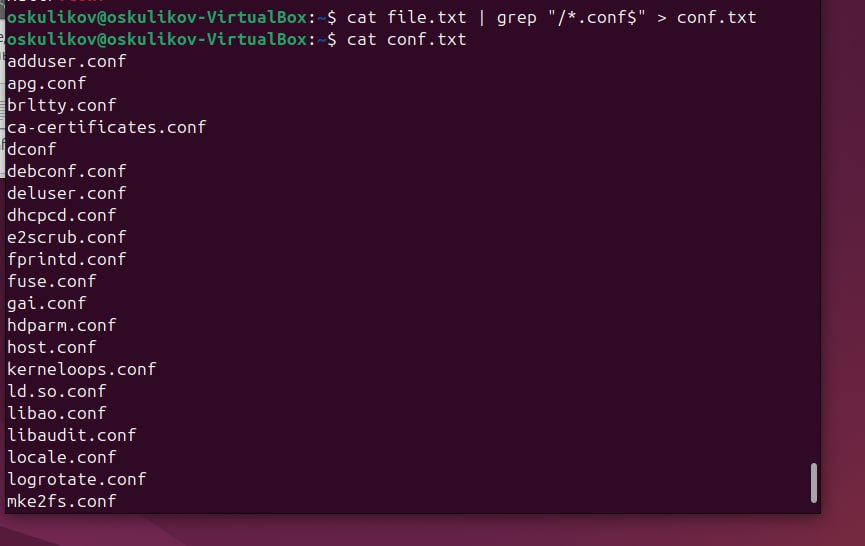 oskulikov@oskulikov-VirtualBox:~$ cat file.txt | grep "/*.conf$" > conf.txt
oskulikov@oskulikov-VirtualBox:~$ cat conf.txt
adduser.conf
apg.conf
brltty.conf
ca-certificates.conf
dconf
debconf.conf
deluser.conf
dhcpcd.conf
e2scrub.conf
fprintd.conf
fuse.conf
gai.conf
hdparm.conf
host.conf
kerneloops.conf
ld.so.conf
libao.conf
libaudit.conf
locale.conf
logrotate.conf
mke2fs.conf